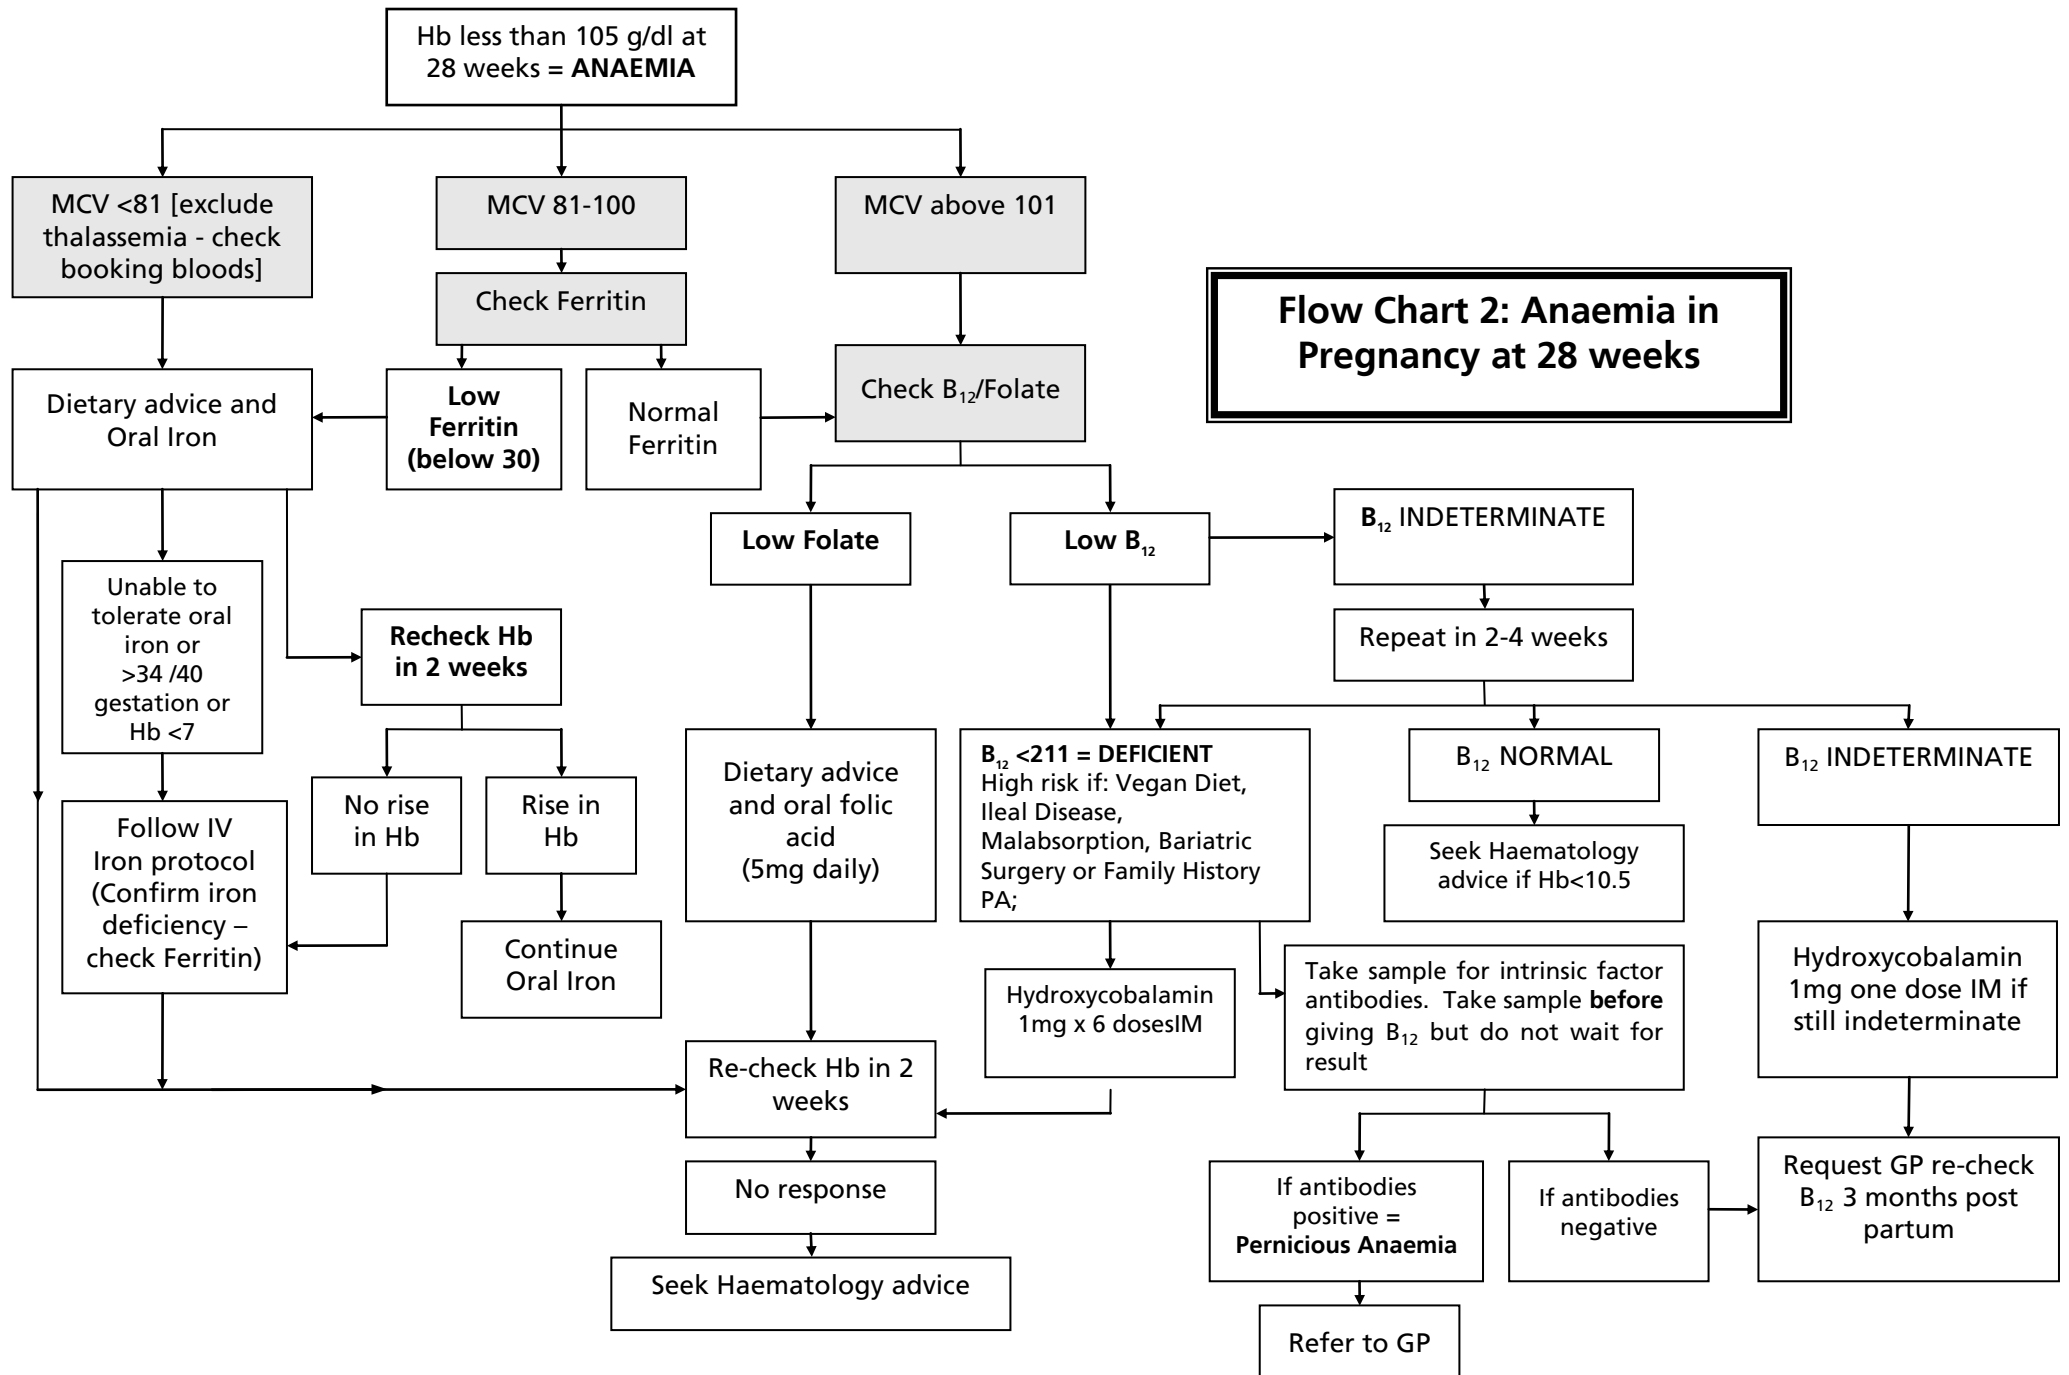 Hb less than 105 g/dl at
28 weeks = ANAEMIA
MCV <81 [exclude
thalassemia - check
booking bloods]
MCV 81-100
MCV above 101
Check Ferritin
Flow Chart 2: Anaemia in
Pregnancy at 28 weeks
Dietary advice and
Oral Iron
Low
Ferritin
(below 30)
Normal
Ferritin
Check B₁₂/Folate
Low Folate
Low B₁₂
B₁₂ INDETERMINATE
Unable to
tolerate oral
iron or
>34 /40
gestation or
Hb <7
Recheck Hb
in 2 weeks
Repeat in 2-4 weeks
No rise
in Hb
Rise in
Hb
Dietary advice
and oral folic
acid
(5mg daily)
B₁₂ <211 = DEFICIENT
High risk if: Vegan Diet,
Ileal Disease,
Malabsorption, Bariatric
Surgery or Family History
PA;
B₁₂ NORMAL
B₁₂ INDETERMINATE
Follow IV
Iron protocol
(Confirm iron
deficiency –
check Ferritin)
Seek Haematology
advice if Hb<10.5
Continue
Oral Iron
Hydroxycobalamin
1mg x 6 dosesIM
Take sample for intrinsic factor
antibodies. Take sample before
giving B₁₂ but do not wait for
result
Hydroxycobalamin
1mg one dose IM if
still indeterminate
Re-check Hb in 2
weeks
No response
If antibodies
positive =
Pernicious Anaemia
If antibodies
negative
Request GP re-check
B₁₂ 3 months post
partum
Seek Haematology advice
Refer to GP